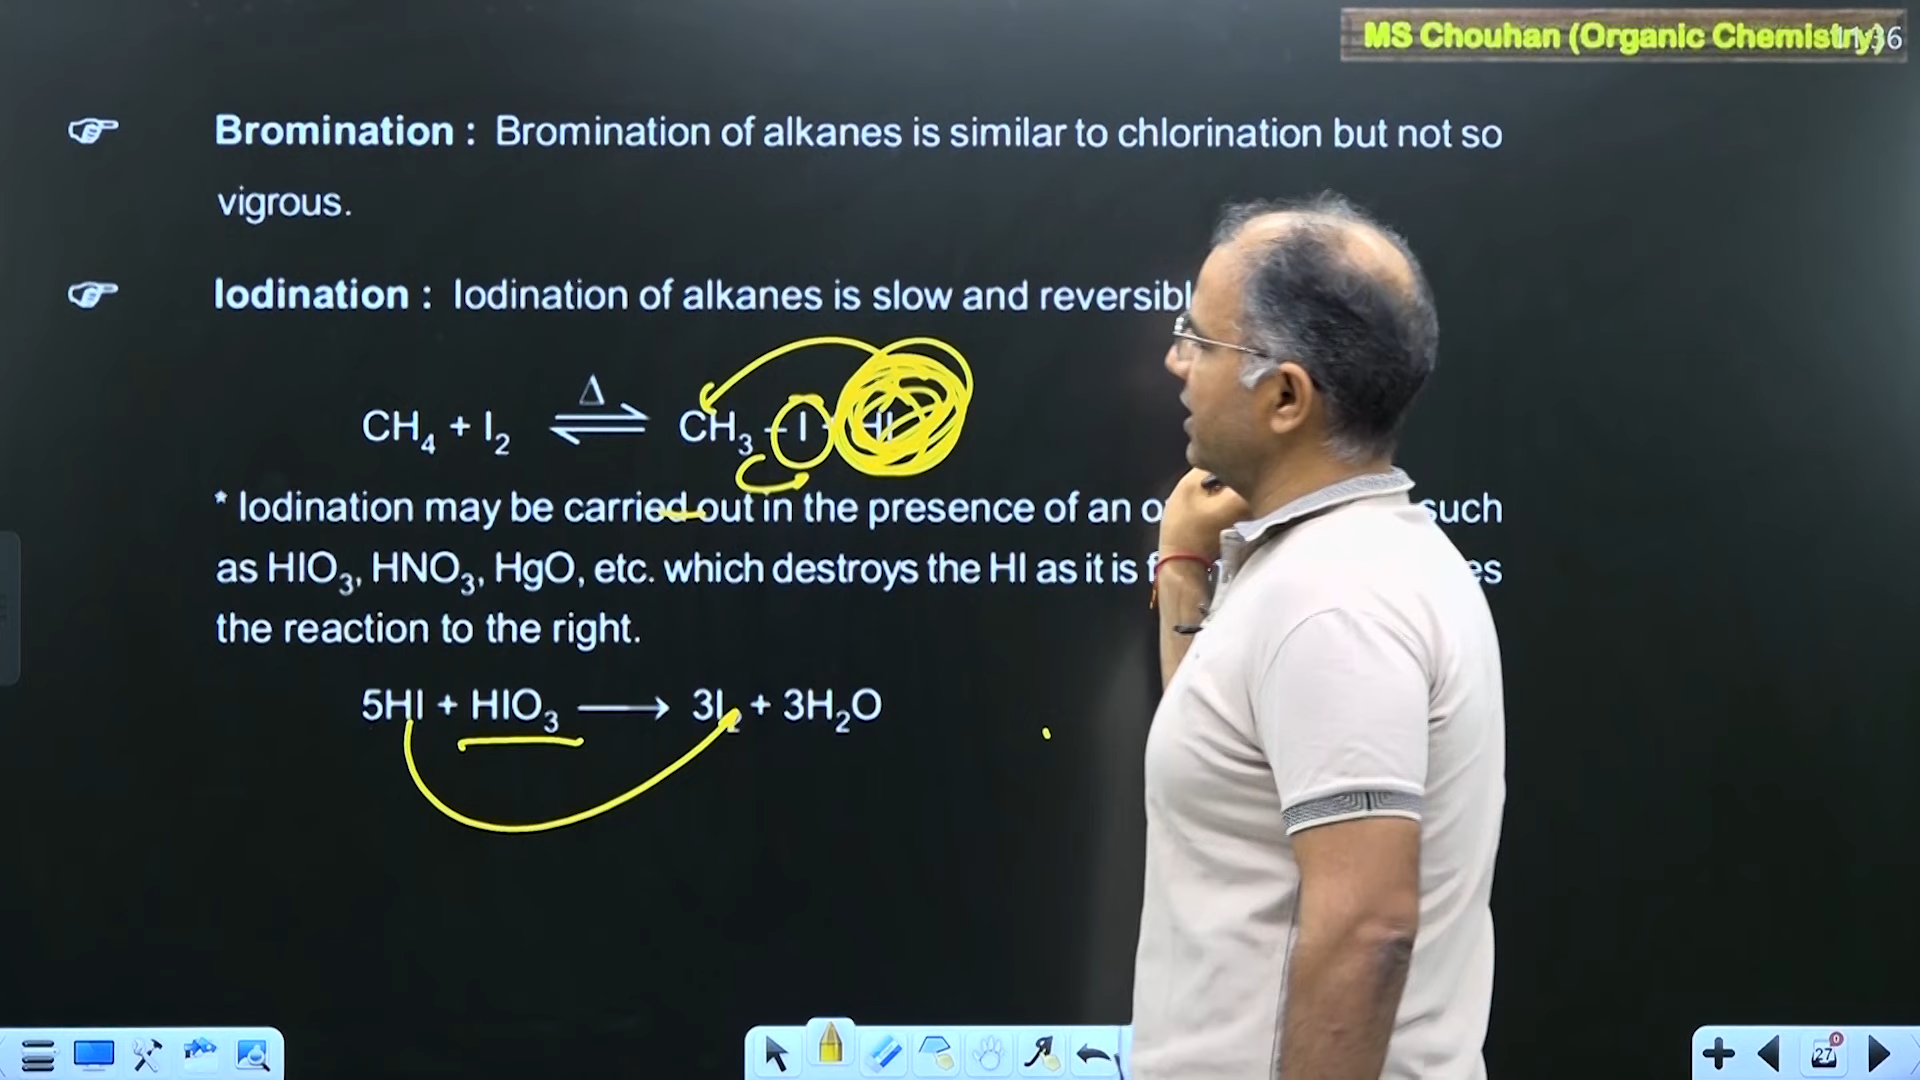 MS Chouhan (Organic Chemistry)
Bromination : Bromination of alkanes is similar to chlorination but not so
vigrous.
Iodination : Iodination of alkanes is slow and
CH₄ + I₂ ⇌ Δ CH₃ – I + HI
* Iodination may be carried out in the presence of an such
as HIO₃, HNO₃, HgO, etc. which destroys the HI as it is
the reaction to the right.
5HI + HIO₃ ⟶ 3I₂ + 3H₂O
27
0